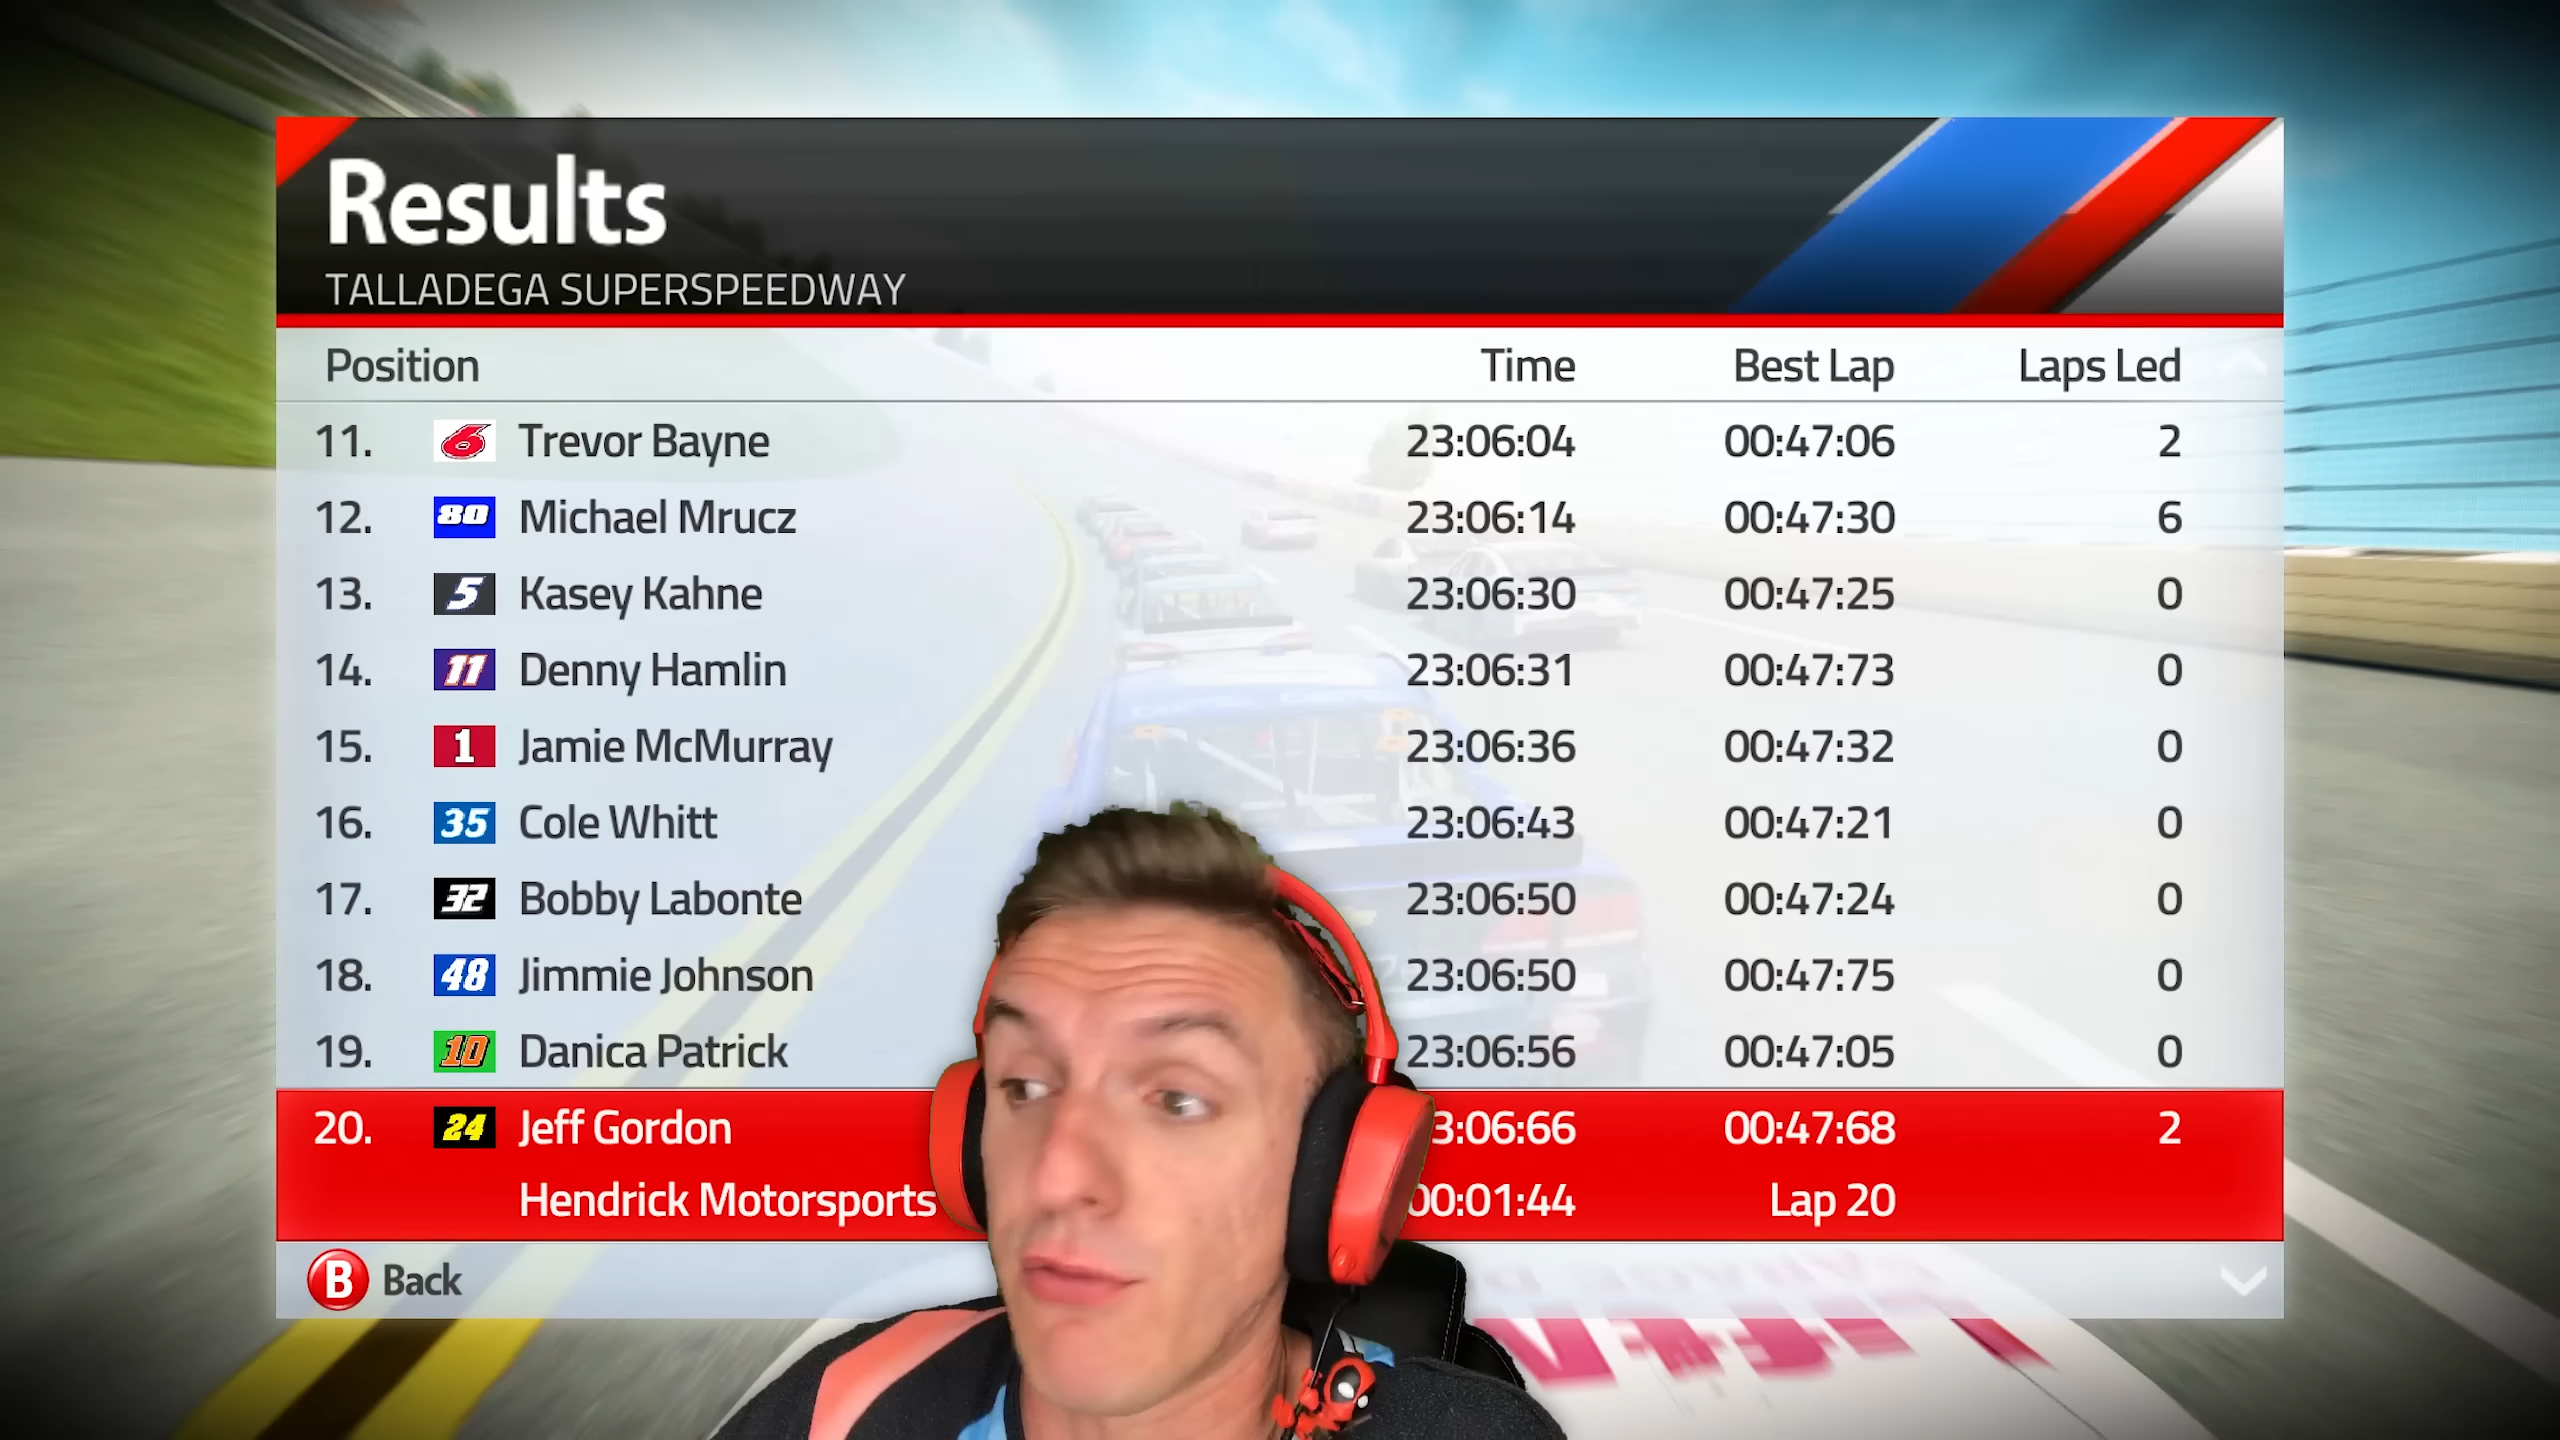 Results
TALLADEGA SUPERSPEEDWAY
Position Time Best Lap Laps Led
11. 6 Trevor Bayne 23:06:04 00:47:06 2
12. 80 Michael Mrucz 23:06:14 00:47:30 6
13. 5 Kasey Kahne 23:06:30 00:47:25 0
14. 11 Denny Hamlin 23:06:31 00:47:73 0
15. 1 Jamie McMurray 23:06:36 00:47:32 0
16. 35 Cole Whitt 23:06:43 00:47:21 0
17. 32 Bobby Labonte 23:06:50 00:47:24 0
18. 48 Jimmie Johnson 23:06:50 00:47:75 0
19. 10 Danica Patrick 23:06:56 00:47:05 0
20. 24 Jeff Gordon 3:06:66 00:47:68 2
Hendrick Motorsports 00:01:44 Lap 20
B Back